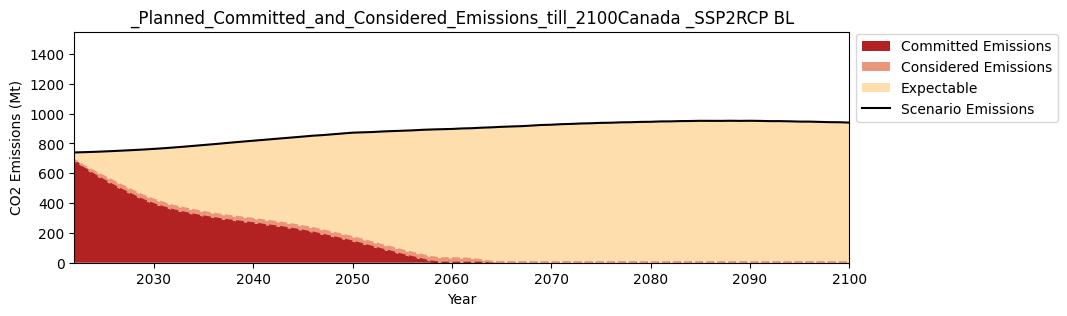 _Planned_Committed_and_Considered_Emissions_till_2100Canada _SSP2RCP BL
1400
1200
1000
800
600
400
200
0
CO2 Emissions (Mt)
2030 2040 2050 2060 2070 2080 2090 2100
Year
Committed Emissions
Considered Emissions
Expectable
Scenario Emissions